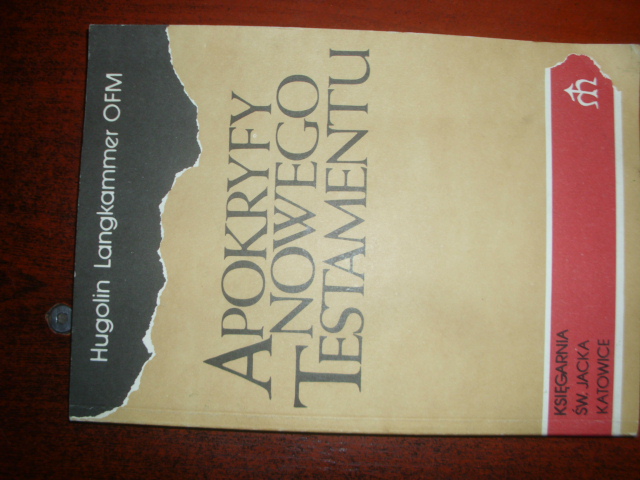 Hugolin Langkammer OFM
APOKRYFY
NOWEGO
TESTAMENTU
KSIĘGARNIA
ŚW. JACKA
KATOWICE